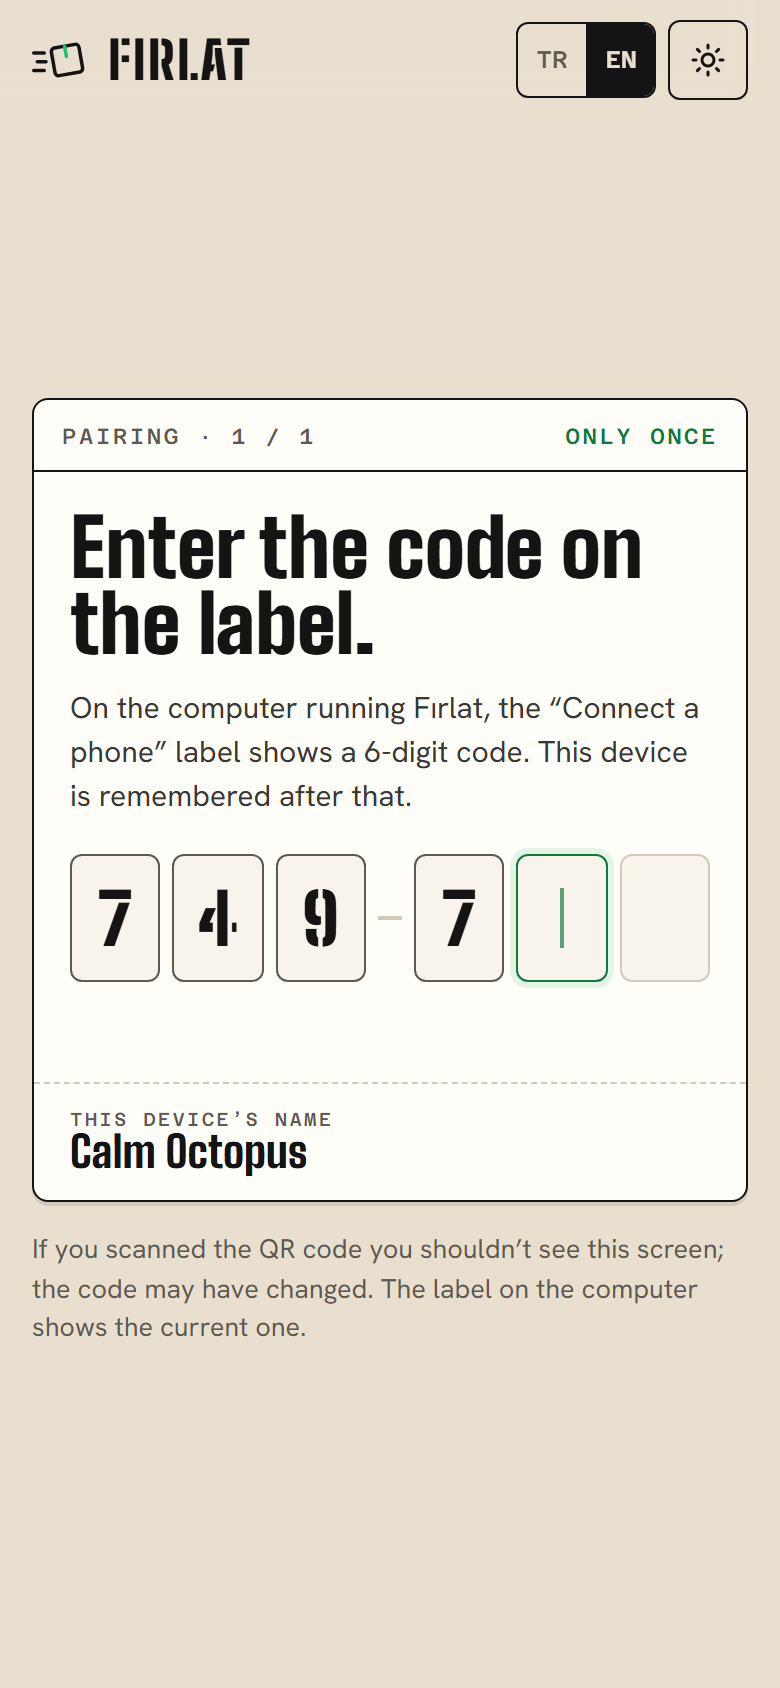 FIRLAT
TR EN
PAIRING · 1 / 1
ONLY ONCE
Enter the code on
the label.
On the computer running Fırlat, the “Connect a
phone” label shows a 6-digit code. This device
is remembered after that.
7 4 9 – 7
THIS DEVICE’S NAME
Calm Octopus
If you scanned the QR code you shouldn’t see this screen;
the code may have changed. The label on the computer
shows the current one.